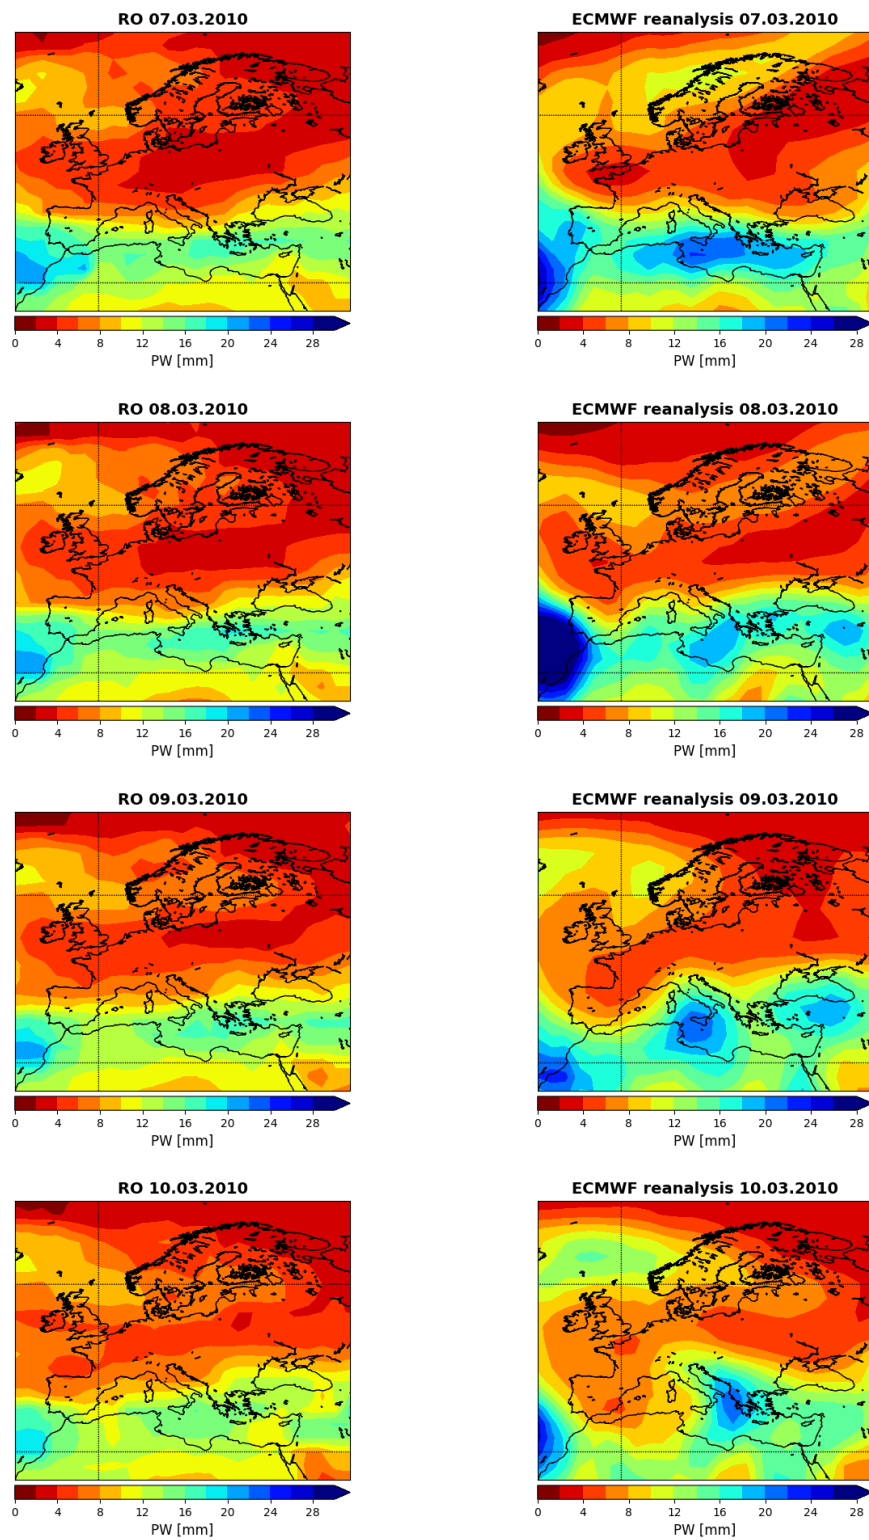 RO 07.03.2010
ECMWF reanalysis 07.03.2010
0 4 8 12 16 20 24 28
0 4 8 12 16 20 24 28
PW [mm]
PW [mm]
RO 08.03.2010
ECMWF reanalysis 08.03.2010
0 4 8 12 16 20 24 28
0 4 8 12 16 20 24 28
PW [mm]
PW [mm]
RO 09.03.2010
ECMWF reanalysis 09.03.2010
0 4 8 12 16 20 24 28
0 4 8 12 16 20 24 28
PW [mm]
PW [mm]
RO 10.03.2010
ECMWF reanalysis 10.03.2010
0 4 8 12 16 20 24 28
0 4 8 12 16 20 24 28
PW [mm]
PW [mm]